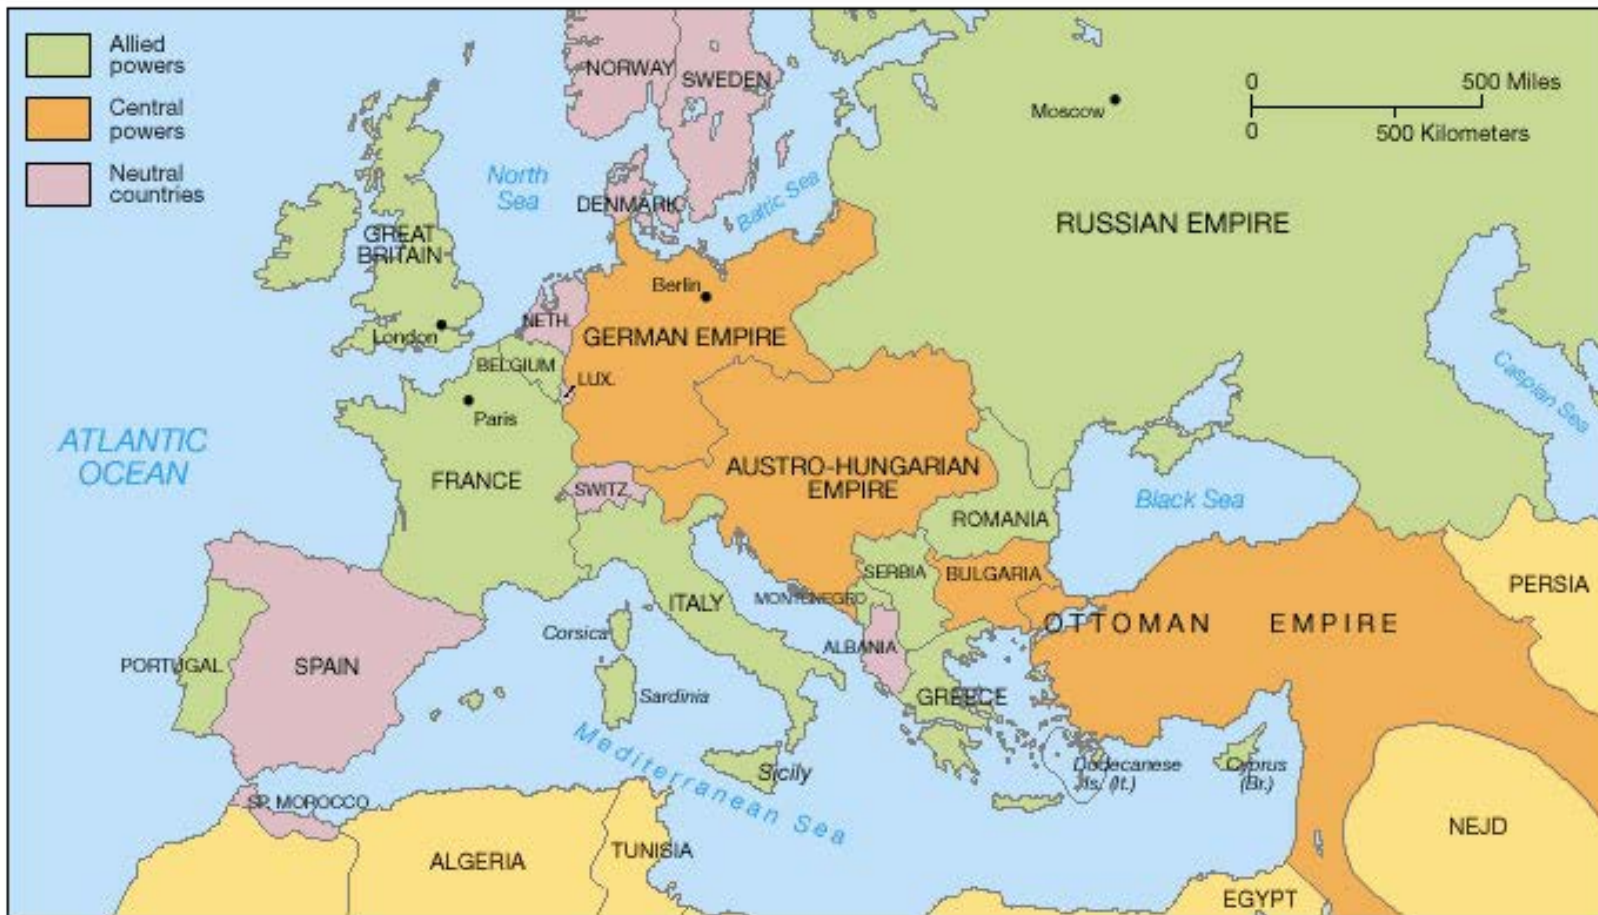 Allied
powers
Central
powers
Neutral
countries
NORWAY
SWEDEN
Moscow
0
500 Miles
0
500 Kilometers
North
Sea
DENMARK
Baltic Sea
RUSSIAN EMPIRE
GREAT
BRITAIN
Berlin
London
NETH.
GERMAN EMPIRE
BELGIUM
LUX.
Paris
Caspian Sea
ATLANTIC
OCEAN
FRANCE
SWITZ.
AUSTRO-HUNGARIAN
EMPIRE
Black Sea
ROMANIA
SERBIA
BULGARIA
PERSIA
MONTENEGRO
ITALY
OTTOMAN EMPIRE
Corsica
ALBANIA
PORTUGAL
SPAIN
Sardinia
GREECE
Mediterranean Sea
Sicily
Dodecanese
Is. (It.)
Cyprus
(Br.)
SP. MOROCCO
NEJD
ALGERIA
TUNISIA
EGYPT